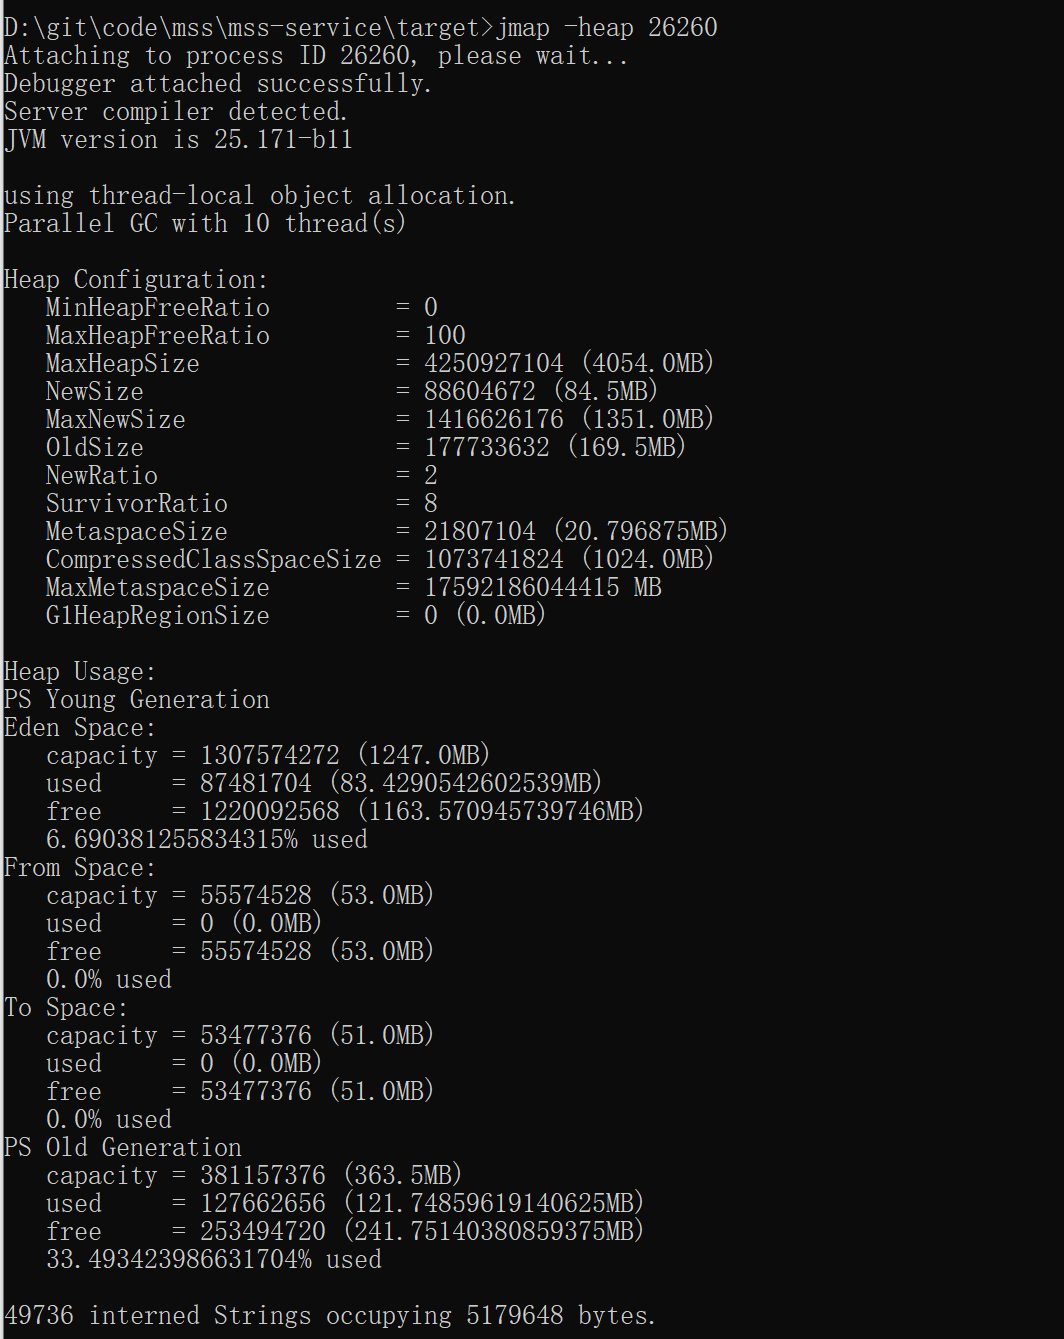 D:\git\code\mss\mss-service\target>jmap -heap 26260
Attaching to process ID 26260, please wait...
Debugger attached successfully.
Server compiler detected.
JVM version is 25.171-b11
using thread-local object allocation.
Parallel GC with 10 thread(s)
Heap Configuration:
MinHeapFreeRatio = 0
MaxHeapFreeRatio = 100
MaxHeapSize = 4250927104 (4054.0MB)
NewSize = 88604672 (84.5MB)
MaxNewSize = 1416626176 (1351.0MB)
OldSize = 177733632 (169.5MB)
NewRatio = 2
SurvivorRatio = 8
MetaspaceSize = 21807104 (20.796875MB)
CompressedClassSpaceSize = 1073741824 (1024.0MB)
MaxMetaspaceSize = 17592186044415 MB
G1HeapRegionSize = 0 (0.0MB)
Heap Usage:
PS Young Generation
Eden Space:
capacity = 1307574272 (1247.0MB)
used = 87481704 (83.4290542602539MB)
free = 1220092568 (1163.570945739746MB)
6.690381255834315% used
From Space:
capacity = 55574528 (53.0MB)
used = 0 (0.0MB)
free = 55574528 (53.0MB)
0.0% used
To Space:
capacity = 53477376 (51.0MB)
used = 0 (0.0MB)
free = 53477376 (51.0MB)
0.0% used
PS Old Generation
capacity = 381157376 (363.5MB)
used = 127662656 (121.74859619140625MB)
free = 253494720 (241.75140380859375MB)
33.493423986631704% used
49736 interned Strings occupying 5179648 bytes.